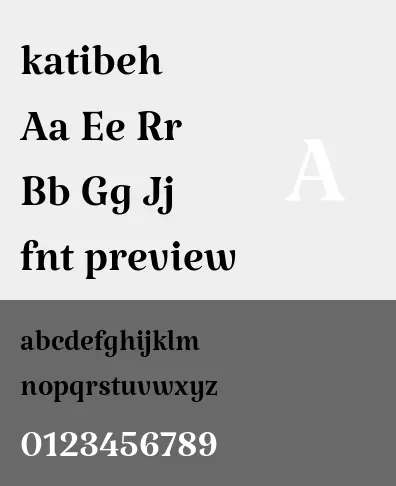 katibeh
Aa Ee Rr
Bb Gg Jj
A
fnt preview
abcdefghijklm
nopqrstuvwxyz
0123456789